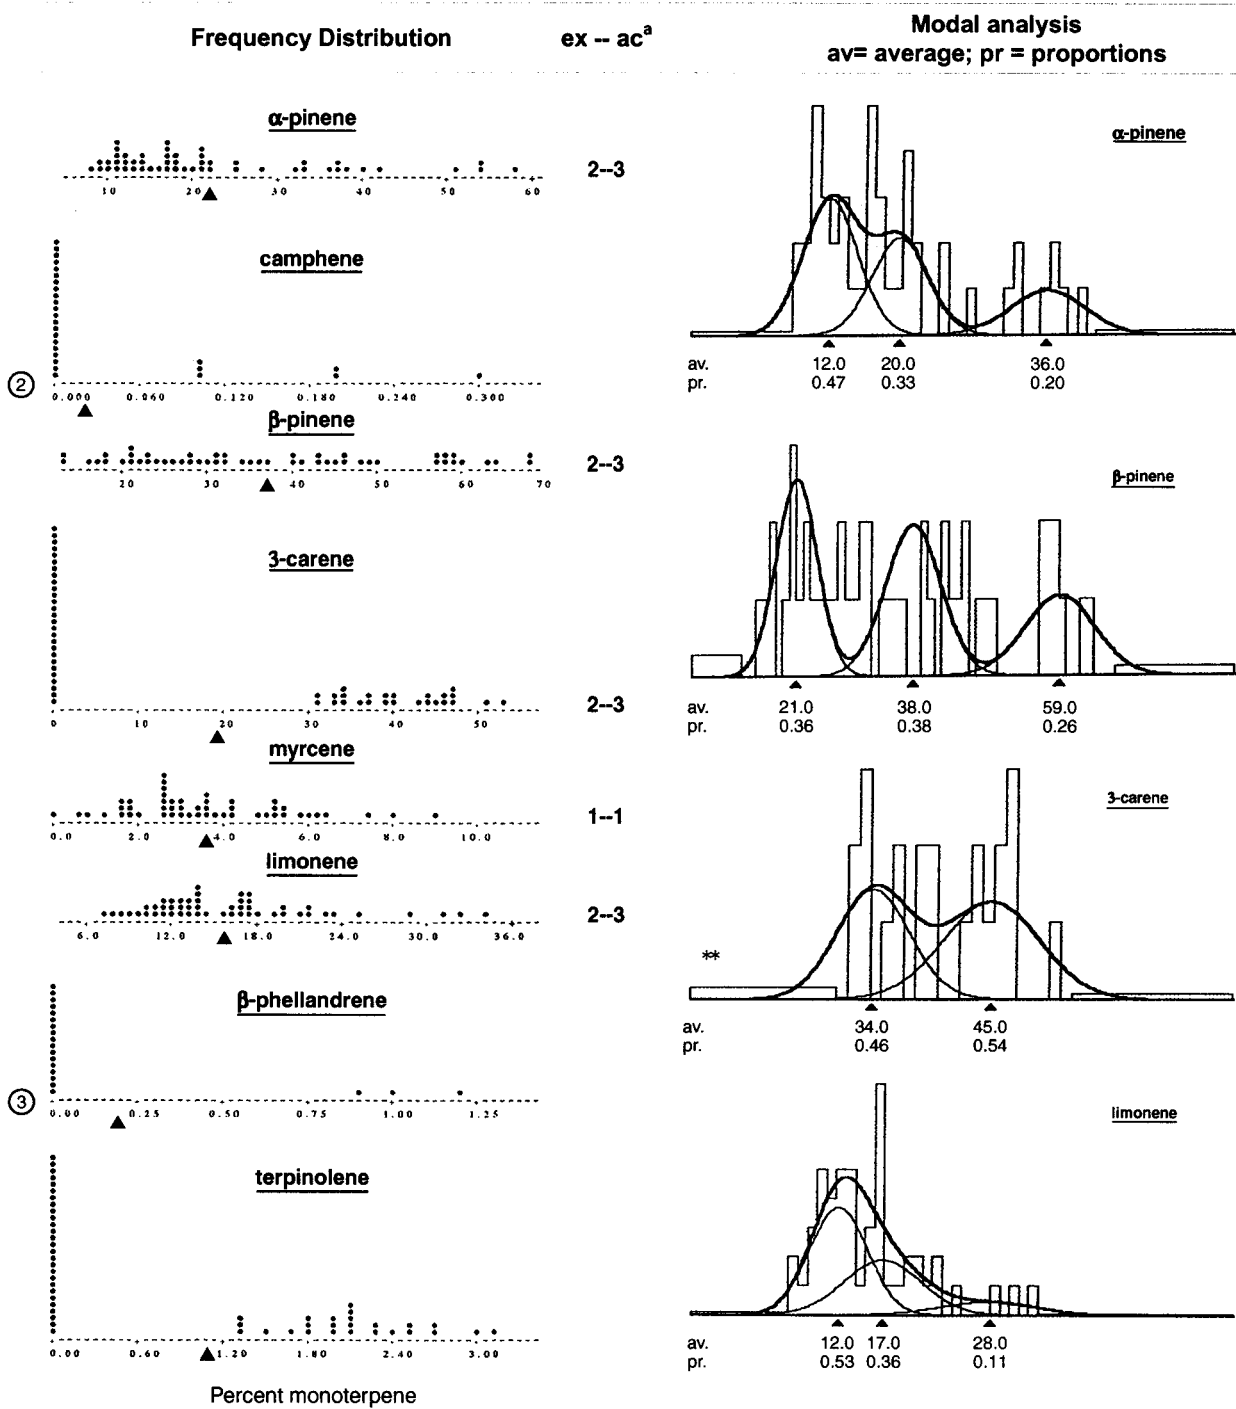 Frequency Distribution
ex -- acᵃ
Modal analysis
av= average; pr = proportions
α-pinene
10 20 30 40 50 60
2--3
camphene
②
0.000 0.060 0.120 0.180 0.240 0.300
β-pinene
20 30 40 50 60 70
2--3
3-carene
0 10 20 30 40 50
2--3
myrcene
0.0 2.0 4.0 6.0 8.0 10.0
1--1
limonene
6.0 12.0 18.0 24.0 30.0 36.0
2--3
β-phellandrene
③
0.00 0.25 0.50 0.75 1.00 1.25
terpinolene
0.00 0.60 1.20 1.80 2.40 3.00
Percent monoterpene
α-pinene
av. 12.0 20.0 36.0
pr. 0.47 0.33 0.20
β-pinene
av. 21.0 38.0 59.0
pr. 0.36 0.38 0.26
3-carene
**
av. 34.0 45.0
pr. 0.46 0.54
limonene
av. 12.0 17.0 28.0
pr. 0.53 0.36 0.11